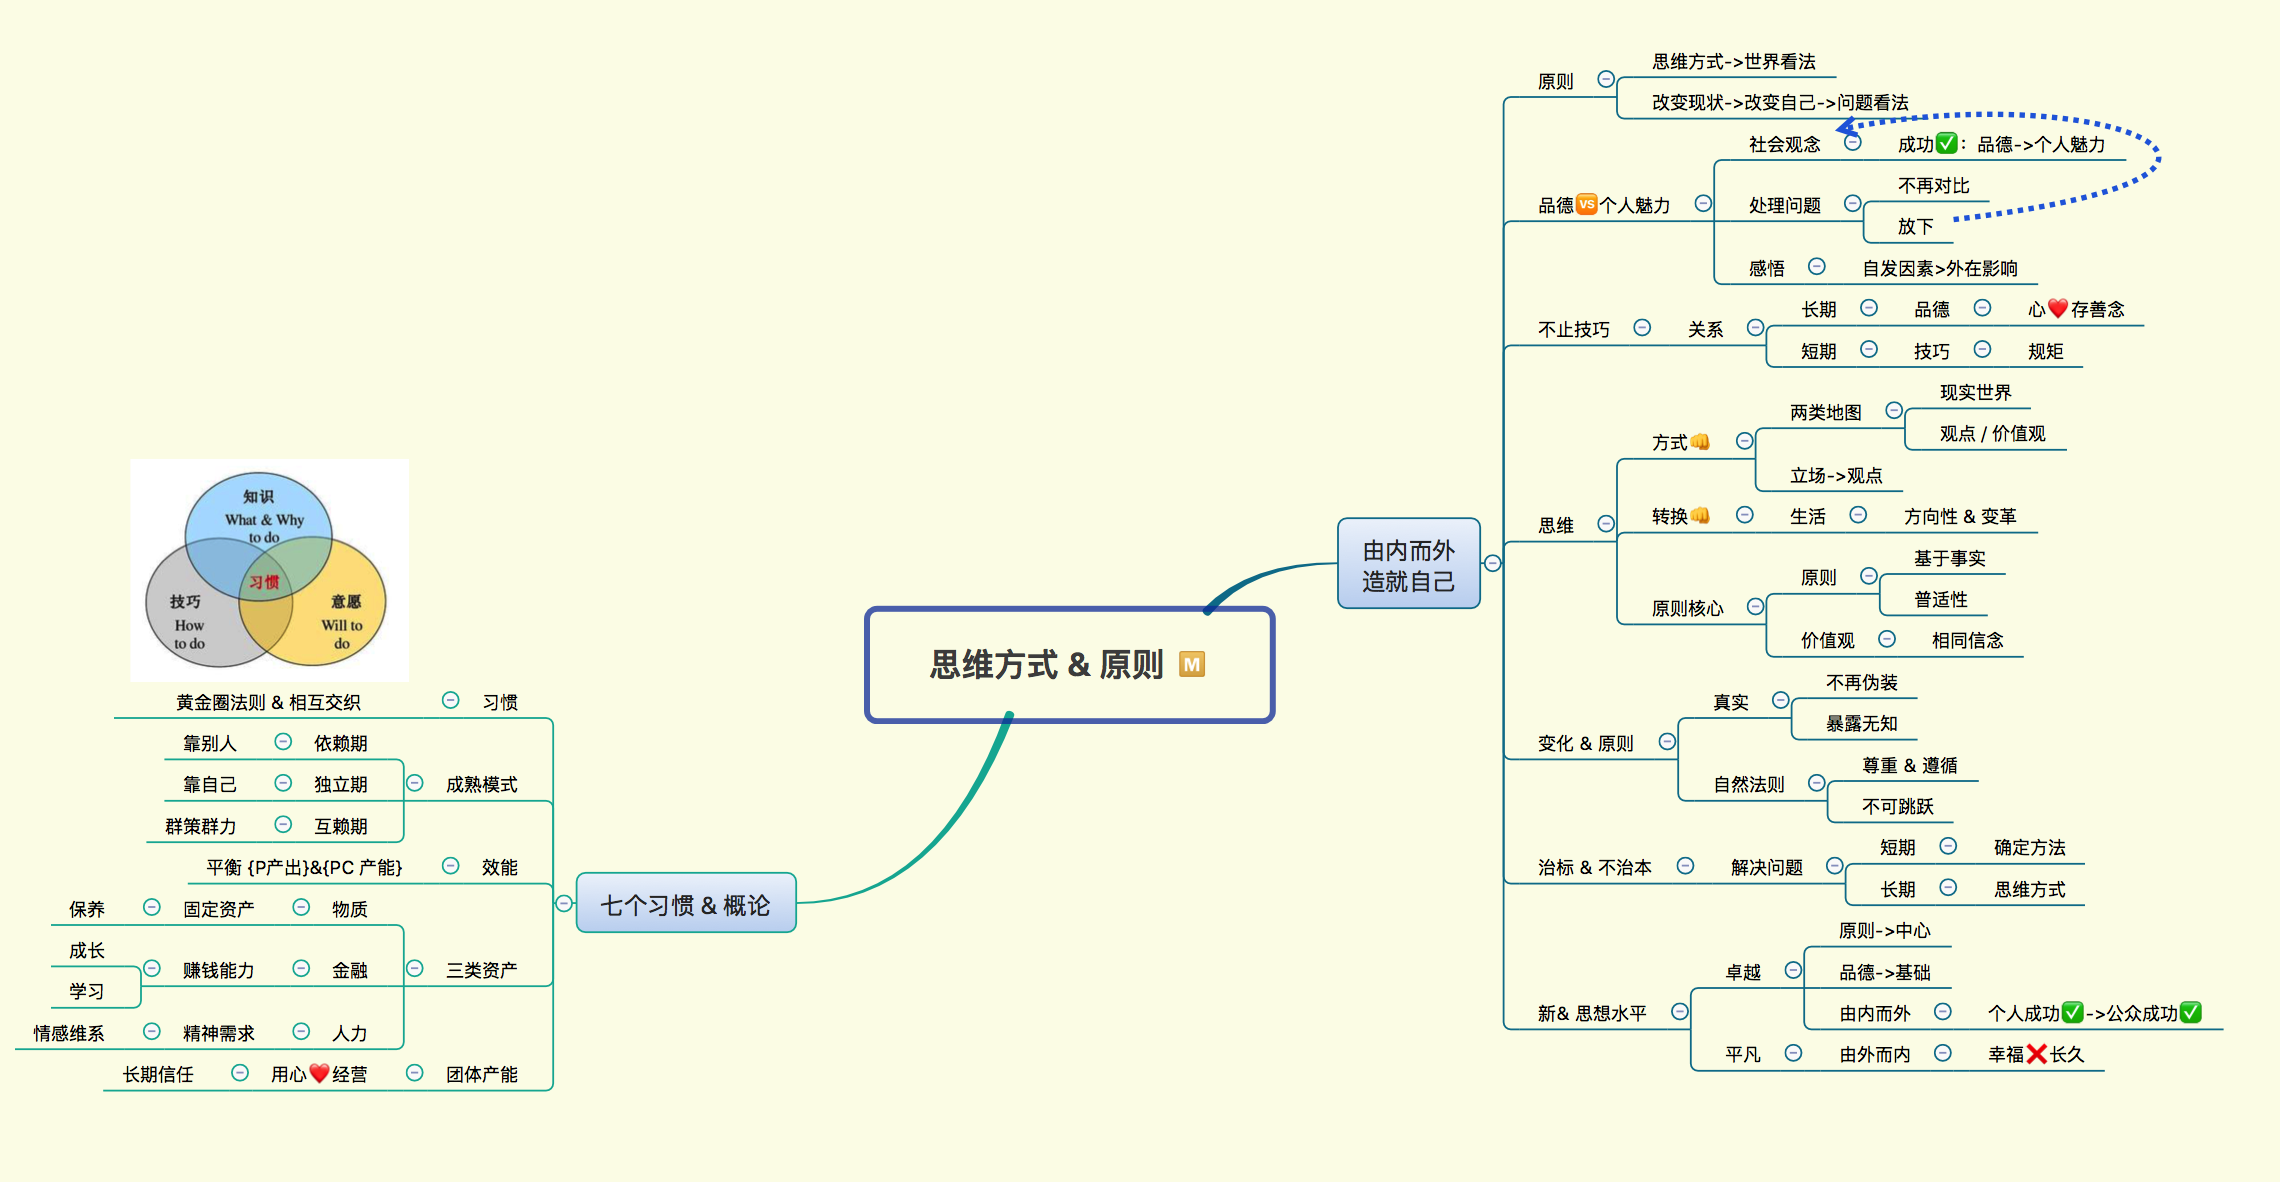 思维方式 & 原则 M
由内而外
造就自己
原则
思维方式->世界看法
改变现状->改变自己->问题看法
品德🆚个人魅力
社会观念
成功✅：品德->个人魅力
处理问题
不再对比
放下
感悟
自发因素>外在影响
不止技巧
关系
长期
品德
心❤️存善念
短期
技巧
规矩
思维
方式👊
两类地图
现实世界
观点 / 价值观
立场->观点
转换👊
生活
方向性 & 变革
原则核心
原则
基于事实
普适性
价值观
相同信念
变化 & 原则
真实
不再伪装
暴露无知
自然法则
尊重 & 遵循
不可跳跃
治标 & 不治本
解决问题
短期
确定方法
长期
思维方式
新& 思想水平
卓越
原则->中心
品德->基础
由内而外
个人成功✅->公众成功✅
平凡
由外而内
幸福❌长久
七个习惯 & 概论
知识
What & Why
to do
习惯
技巧
How
to do
意愿
Will to
do
习惯
黄金圈法则 & 相互交织
成熟模式
依赖期
靠别人
独立期
靠自己
互赖期
群策群力
效能
平衡 {P产出}&{PC 产能}
三类资产
物质
固定资产
保养
金融
赚钱能力
成长
学习
人力
精神需求
情感维系
团体产能
用心❤️经营
长期信任